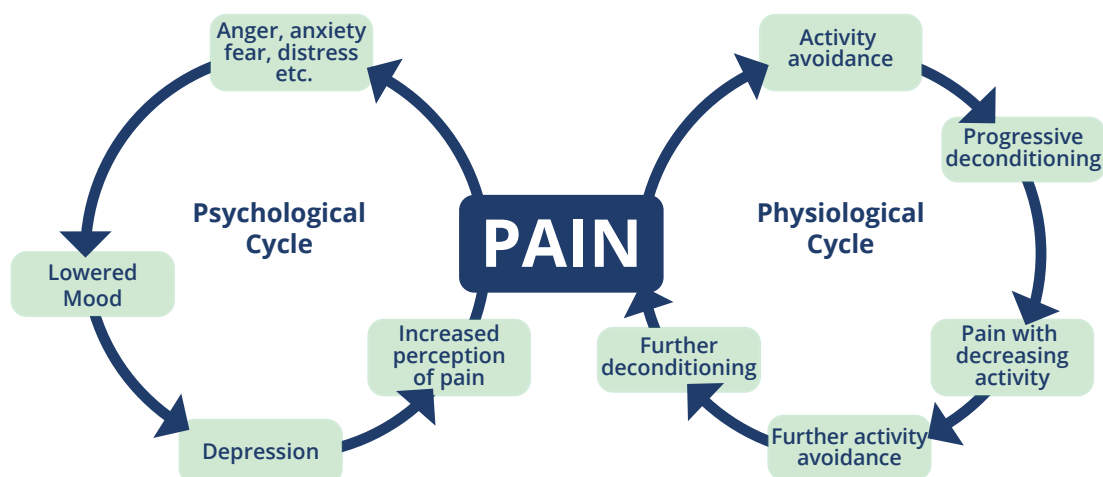 Anger, anxiety
fear, distress
etc.
Psychological
Cycle
Lowered
Mood
Depression
Increased
perception
of pain
PAIN
Activity
avoidance
Progressive
deconditioning
Physiological
Cycle
Pain with
decreasing
activity
Further activity
avoidance
Further
deconditioning